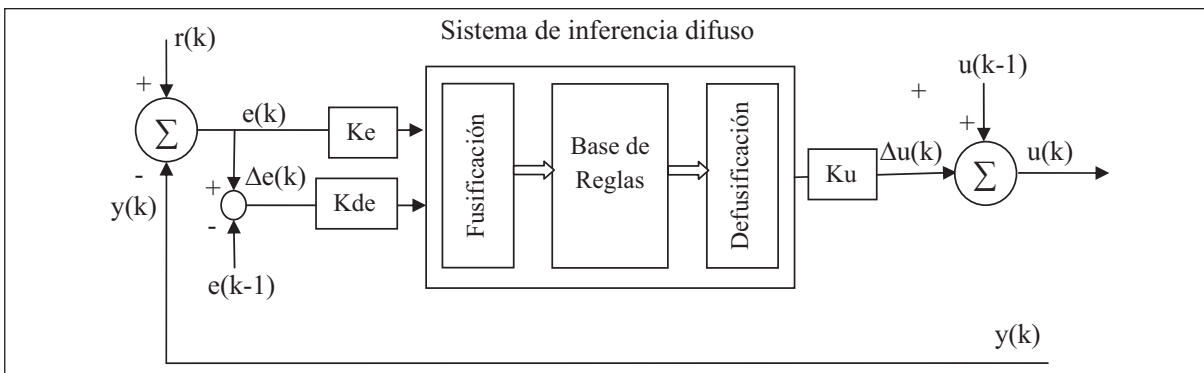 Sistema de inferencia difuso
r(k)
+
Σ
-
y(k)
e(k)
Ke
+
Δe(k)
-
Kde
e(k-1)
Fusificación
Base de
Reglas
Defusificación
Ku
Δu(k)
+
u(k-1)
+
Σ
u(k)
y(k)